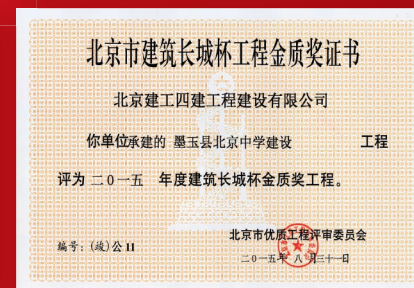 北京市建筑长城杯工程金质奖证书
北京建工四建工程建设有限公司
你单位承建的 墨玉县北京中学建设 工程
评为 二〇一五 年度建筑长城杯金质奖工程。
北京市优质工程评审委员会
编号:(竣)公 11
二〇一五年 八 月三十一日